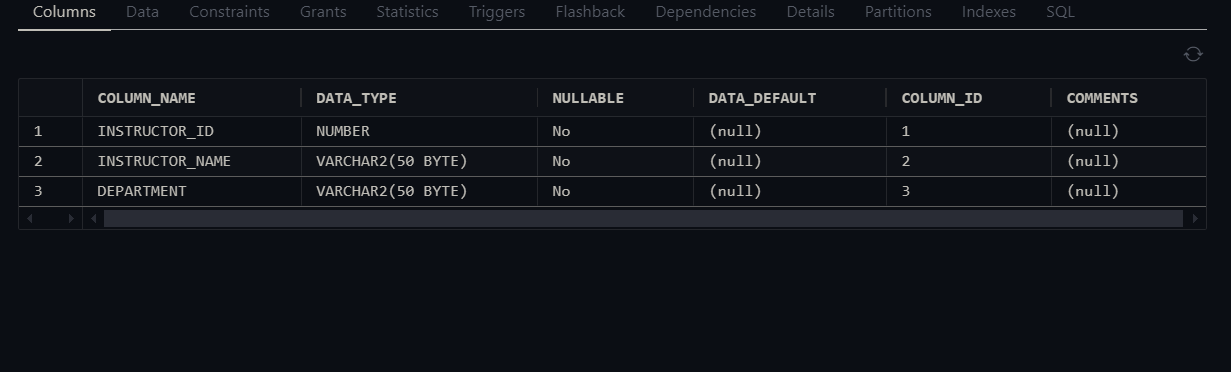 Columns Data Constraints Grants Statistics Triggers Flashback Dependencies Details Partitions Indexes SQL
COLUMN_NAME DATA_TYPE NULLABLE DATA_DEFAULT COLUMN_ID COMMENTS
1 INSTRUCTOR_ID NUMBER No (null) 1 (null)
2 INSTRUCTOR_NAME VARCHAR2(50 BYTE) No (null) 2 (null)
3 DEPARTMENT VARCHAR2(50 BYTE) No (null) 3 (null)